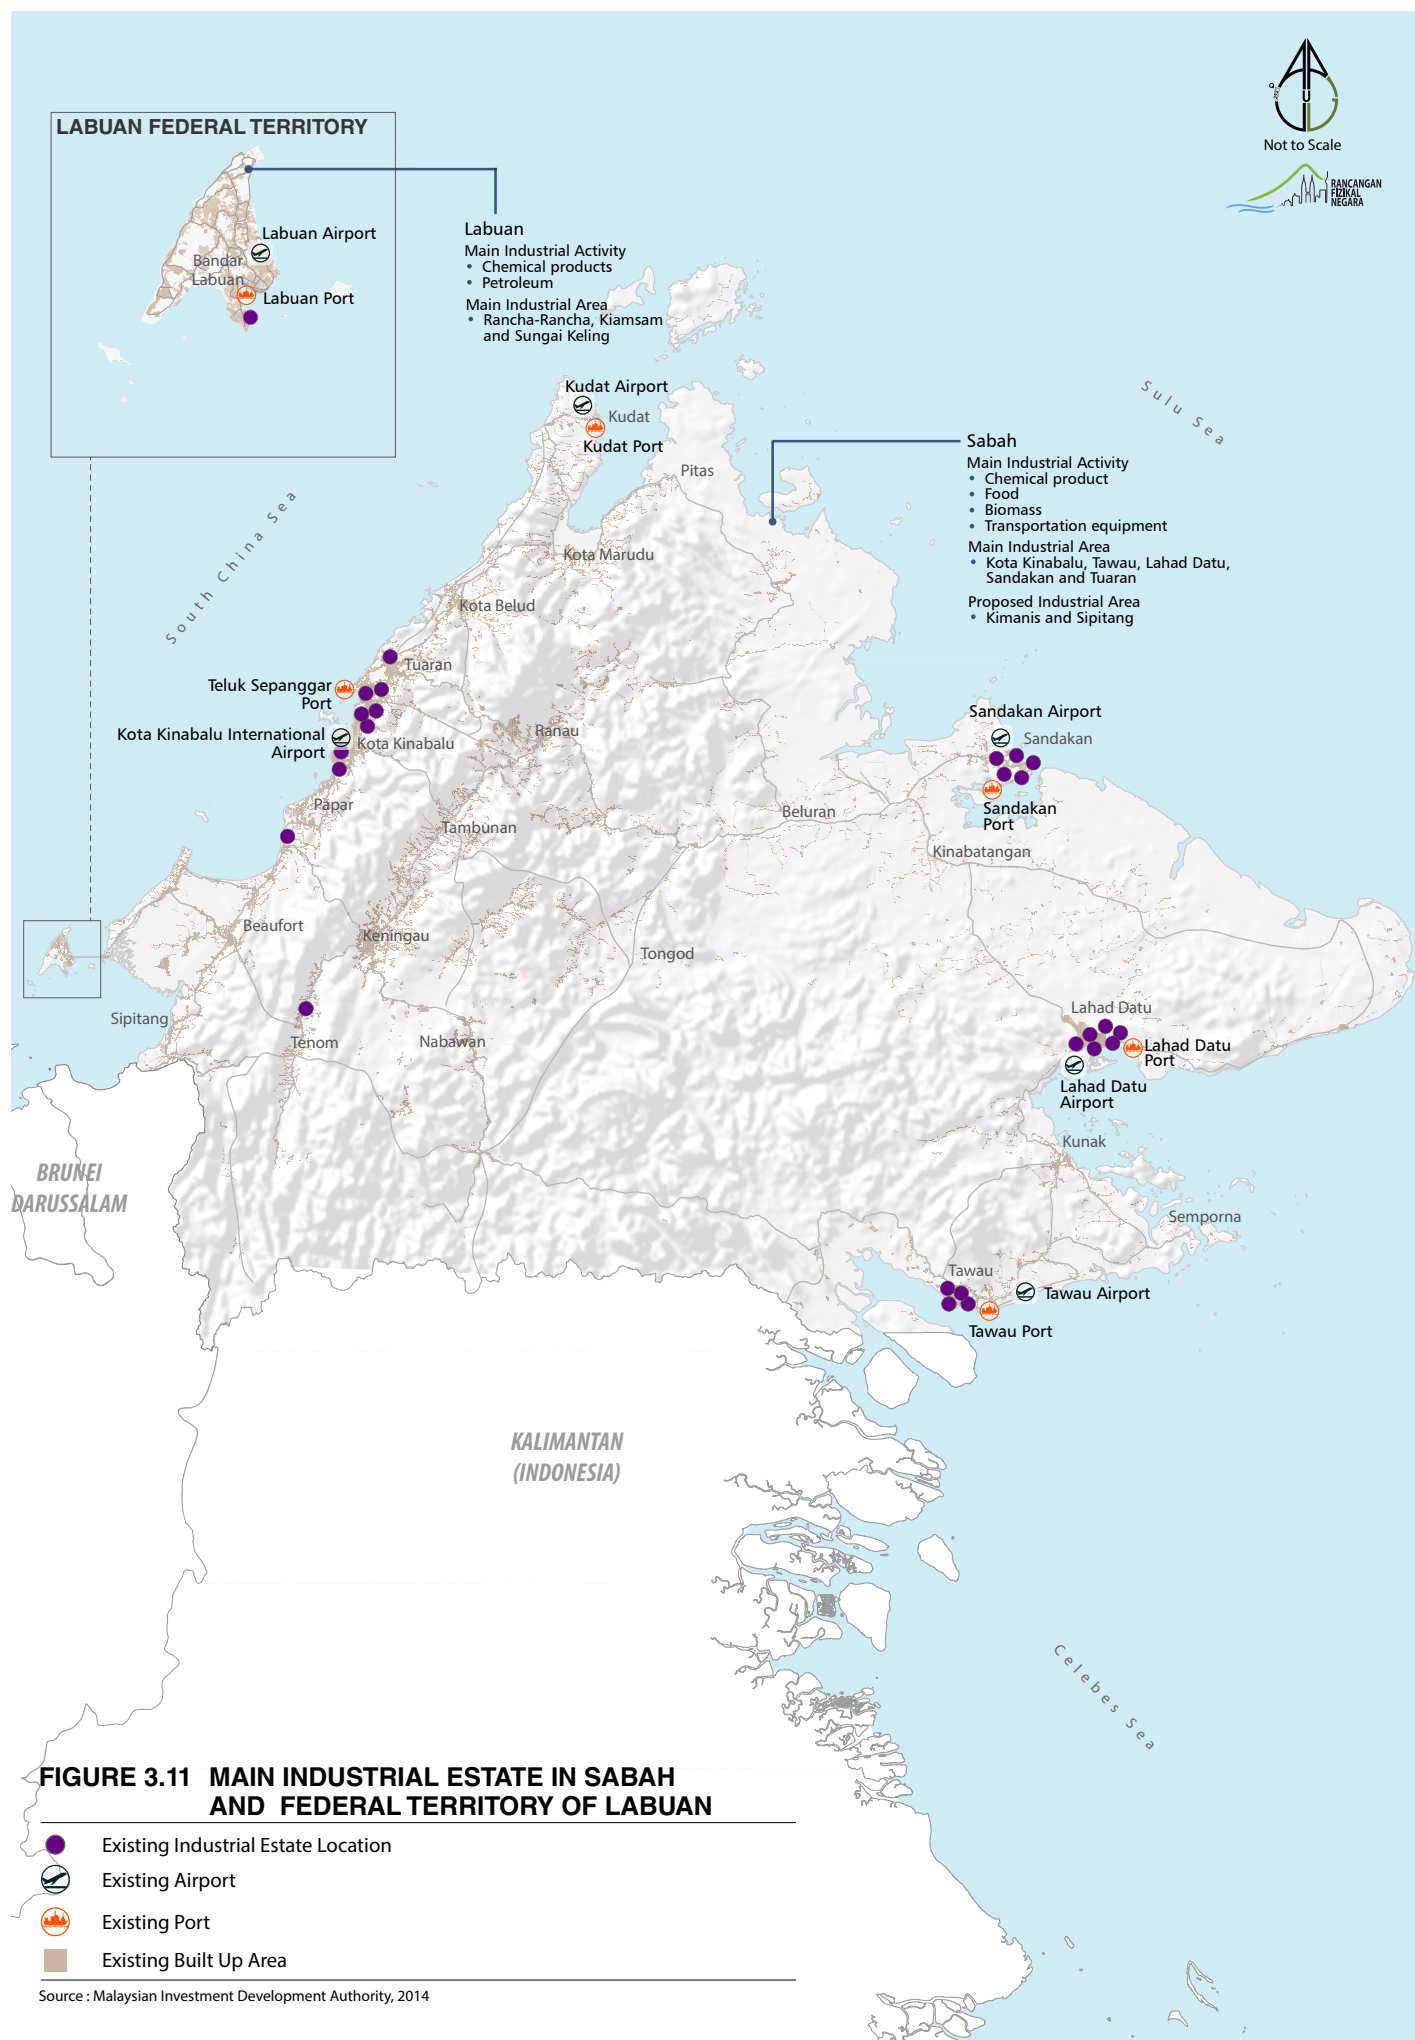 LABUAN FEDERAL TERRITORY
Labuan Airport
Bandar
Labuan
Labuan Port
Labuan
Main Industrial Activity
• Chemical products
• Petroleum
Main Industrial Area
• Rancha-Rancha, Kiamsam
and Sungai Keling
Not to Scale
RANCANGAN
FIZIKAL
NEGARA
Sulu Sea
South China Sea
Kudat Airport
Kudat
Kudat Port
Pitas
Sabah
Main Industrial Activity
• Chemical product
• Food
• Biomass
• Transportation equipment
Main Industrial Area
• Kota Kinabalu, Tawau, Lahad Datu,
Sandakan and Tuaran
Proposed Industrial Area
• Kimanis and Sipitang
Kota Marudu
Kota Belud
Tuaran
Teluk Sepanggar
Port
Kota Kinabalu International
Airport
Kota Kinabalu
Ranau
Sandakan Airport
Sandakan
Sandakan
Port
Papar
Tambunan
Beluran
Kinabatangan
Beaufort
Keningau
Tongod
Sipitang
Tenom
Nabawan
Lahad Datu
Lahad Datu
Port
Lahad Datu
Airport
Kunak
Semporna
BRUNEI
DARUSSALAM
Tawau
Tawau Airport
Tawau Port
KALIMANTAN
(INDONESIA)
Celebes Sea
FIGURE 3.11 MAIN INDUSTRIAL ESTATE IN SABAH
AND FEDERAL TERRITORY OF LABUAN
Existing Industrial Estate Location
Existing Airport
Existing Port
Existing Built Up Area
Source : Malaysian Investment Development Authority, 2014